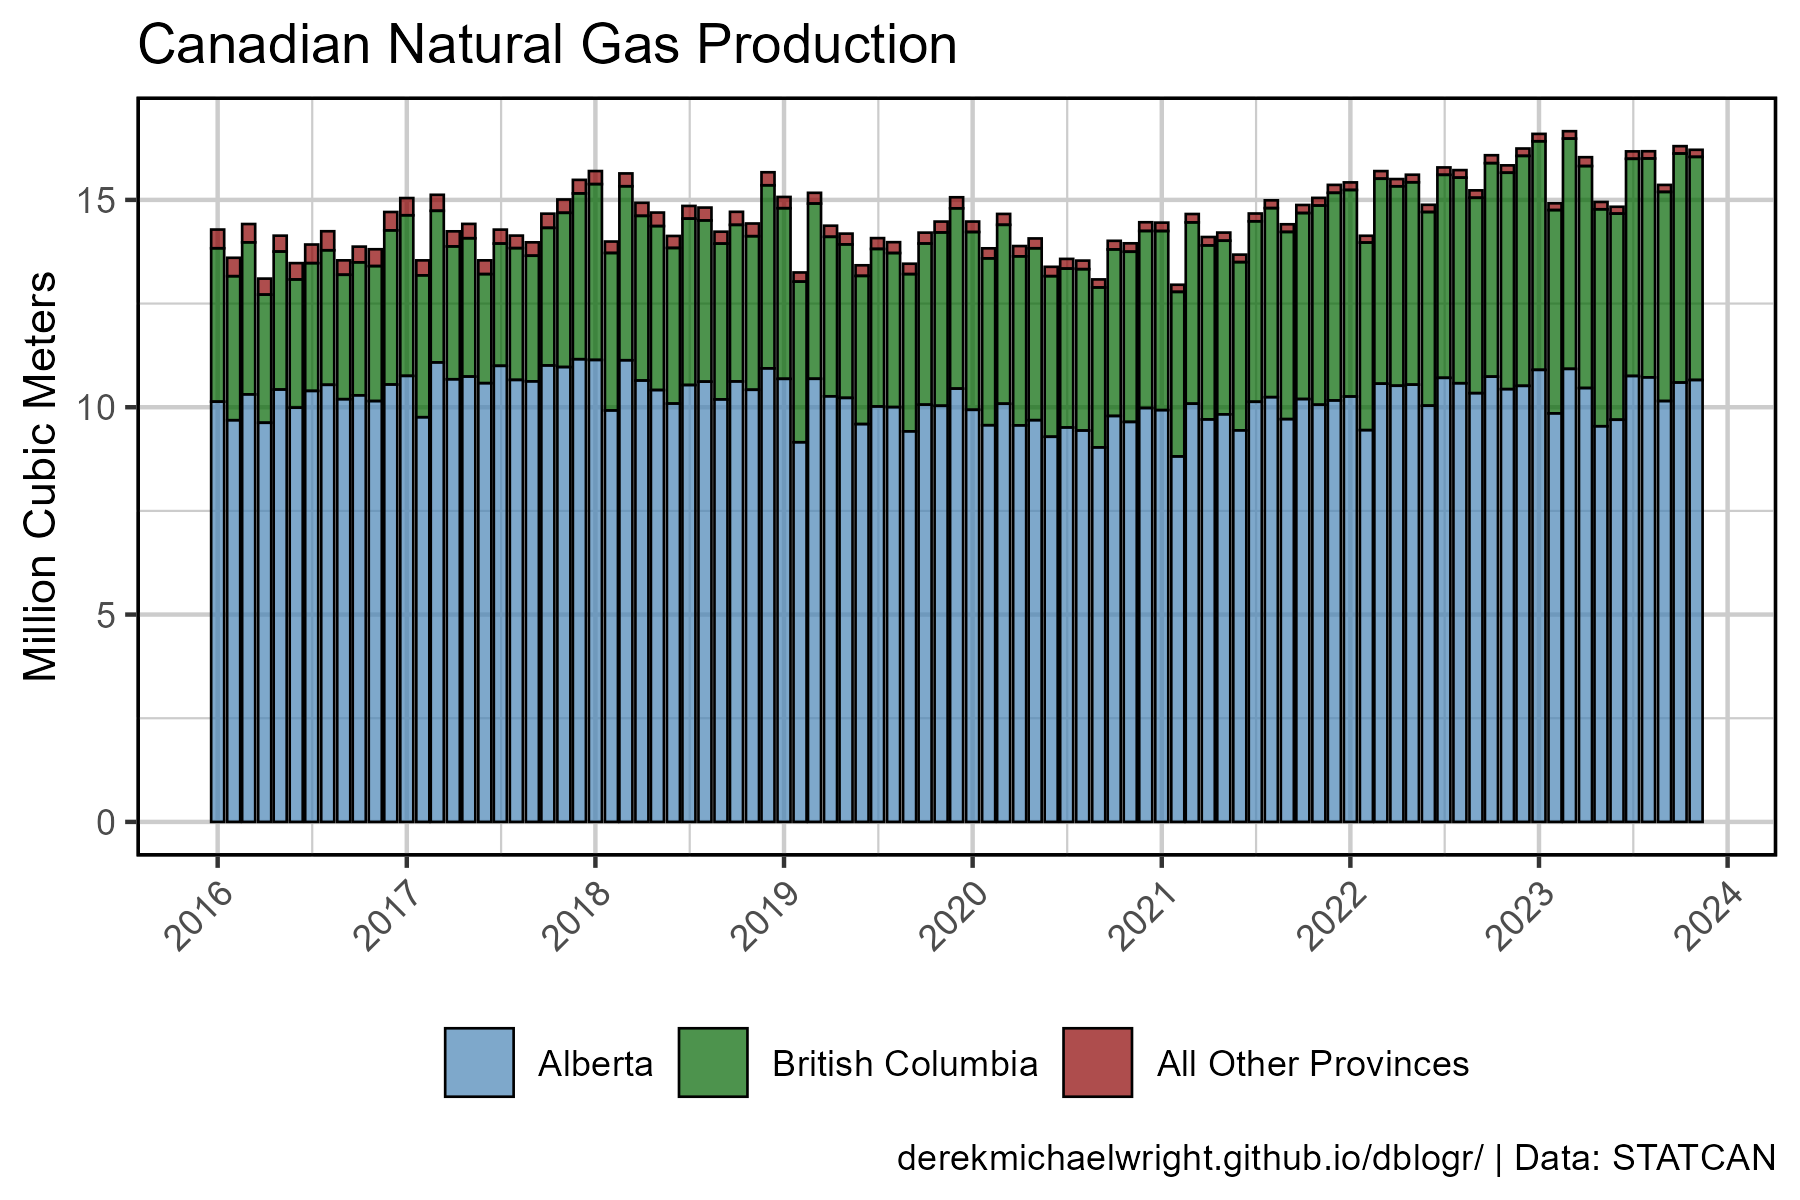 Canadian Natural Gas Production
Million Cubic Meters
15
10
5
0
2016 2017 2018 2019 2020 2021 2022 2023 2024
Alberta British Columbia All Other Provinces
derekmichaelwright.github.io/dblogr/ | Data: STATCAN